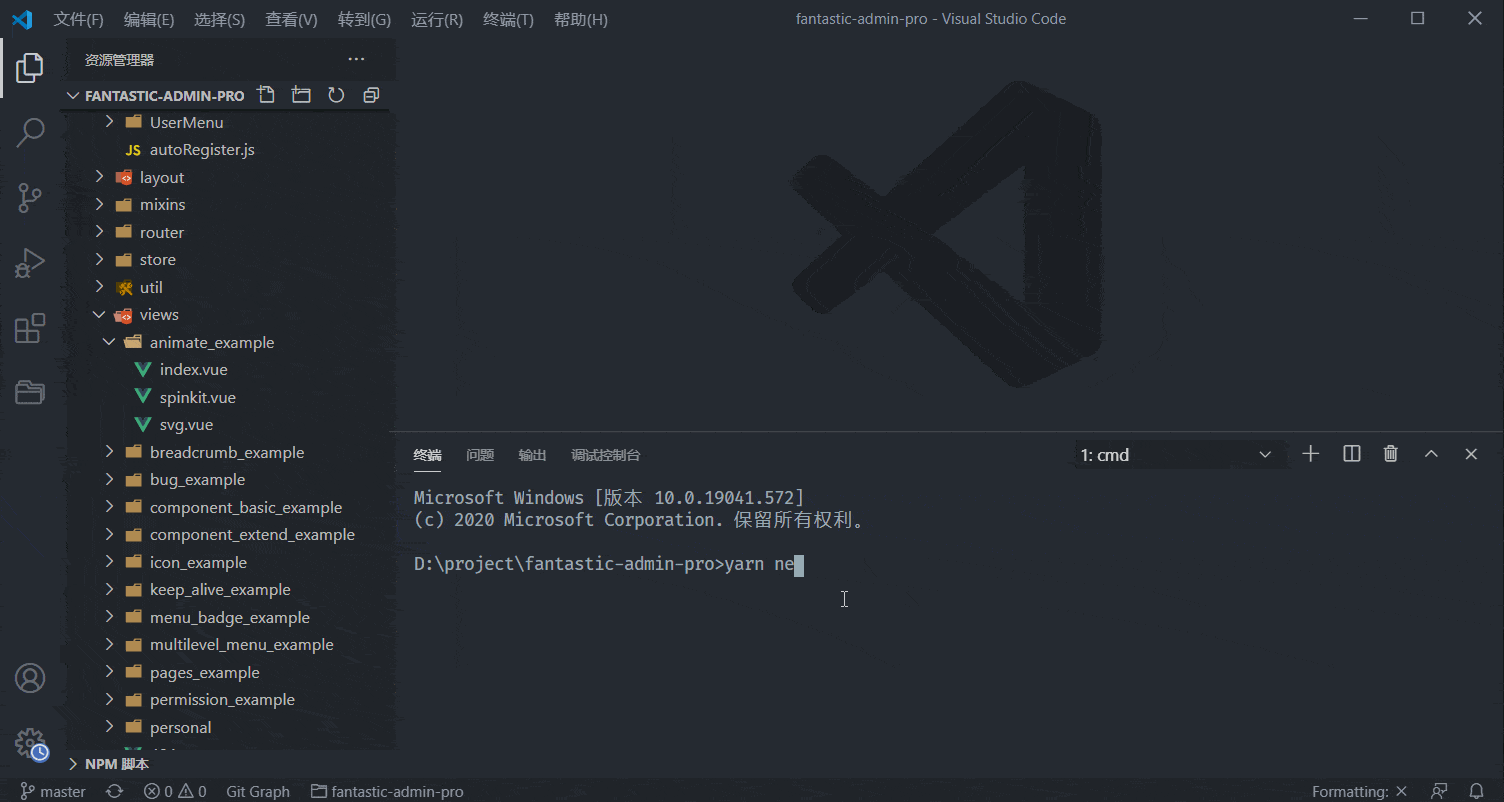 文件(F) 编辑(E) 选择(S) 查看(V) 转到(G) 运行(R) 终端(T) 帮助(H) fantastic-admin-pro - Visual Studio Code
资源管理器
FANTASTIC-ADMIN-PRO
UserMenu
JS autoRegister.js
layout
mixins
router
store
util
views
animate_example
index.vue
spinkit.vue
svg.vue
breadcrumb_example
bug_example
component_basic_example
component_extend_example
icon_example
keep_alive_example
menu_badge_example
multilevel_menu_example
pages_example
permission_example
personal
NPM 脚本
终端 问题 输出 调试控制台 1: cmd
Microsoft Windows [版本 10.0.19041.572]
(c) 2020 Microsoft Corporation. 保留所有权利。
D:\project\fantastic-admin-pro>yarn ne
master 0 0 Git Graph fantastic-admin-pro Formatting: